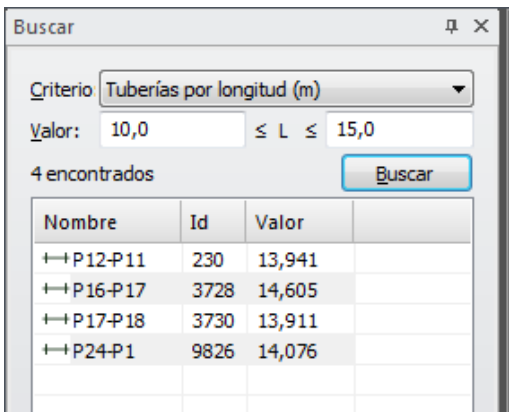 Buscar
Criterio: Tuberías por longitud (m)
Valor: 10,0 ≤ L ≤ 15,0
4 encontrados Buscar
Nombre Id Valor
P12-P11 230 13,941
P16-P17 3728 14,605
P17-P18 3730 13,911
P24-P1 9826 14,076